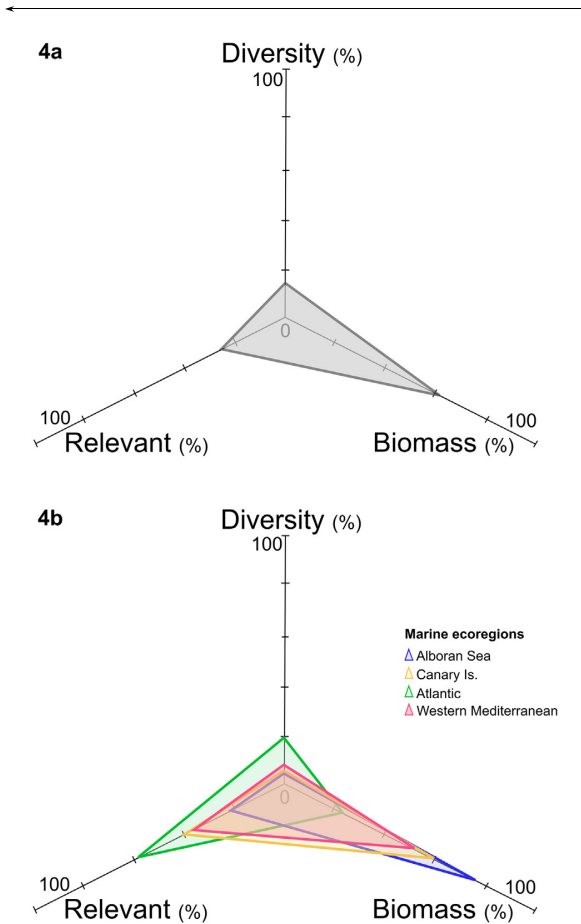 4a
Diversity (%)
100
0
100
100
Relevant (%)
Biomass (%)
4b
Diversity (%)
100
Marine ecoregions
Alboran Sea
Canary Is.
Atlantic
Western Mediterranean
0
100
100
Relevant (%)
Biomass (%)